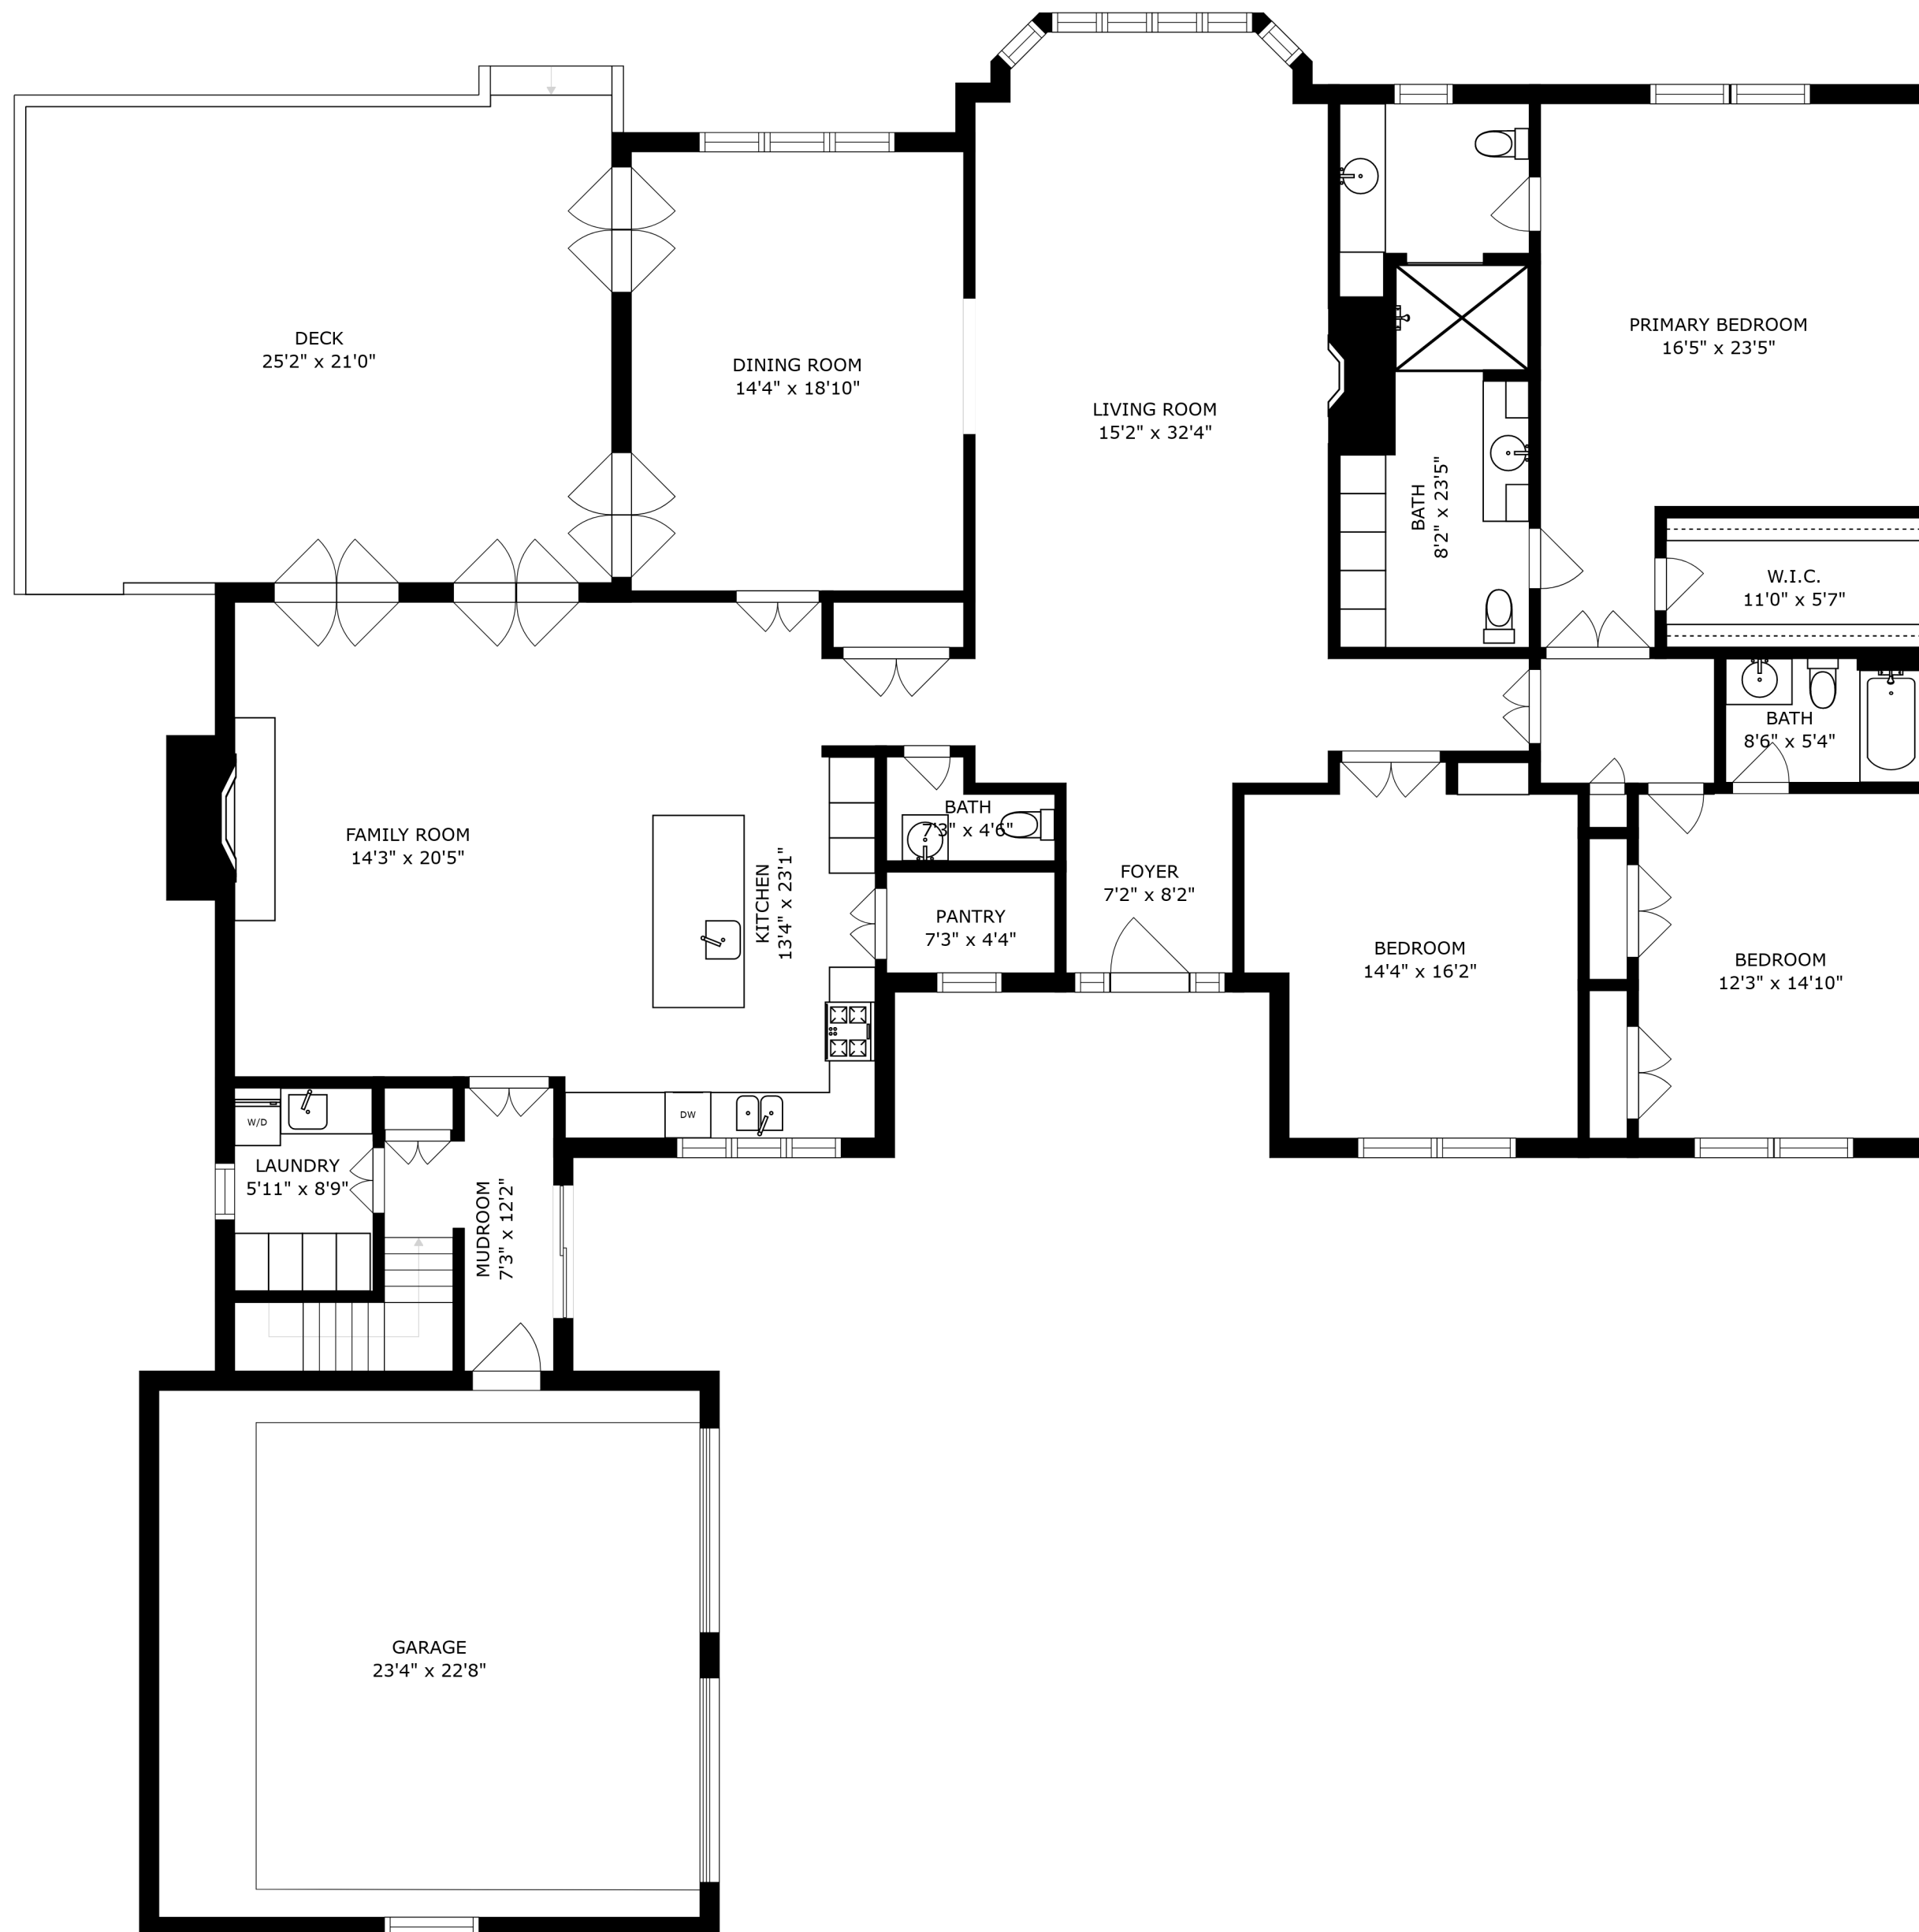 DECK
25'2" x 21'0"
DINING ROOM
14'4" x 18'10"
LIVING ROOM
15'2" x 32'4"
PRIMARY BEDROOM
16'5" x 23'5"
BATH
8'2" x 23'5"
W.I.C.
11'0" x 5'7"
BATH
8'6" x 5'4"
FAMILY ROOM
14'3" x 20'5"
KITCHEN
13'4" x 23'1"
BATH
7'3" x 4'6"
PANTRY
7'3" x 4'4"
FOYER
7'2" x 8'2"
BEDROOM
14'4" x 16'2"
BEDROOM
12'3" x 14'10"
W/D
DW
LAUNDRY
5'11" x 8'9"
MUDROOM
7'3" x 12'2"
GARAGE
23'4" x 22'8"